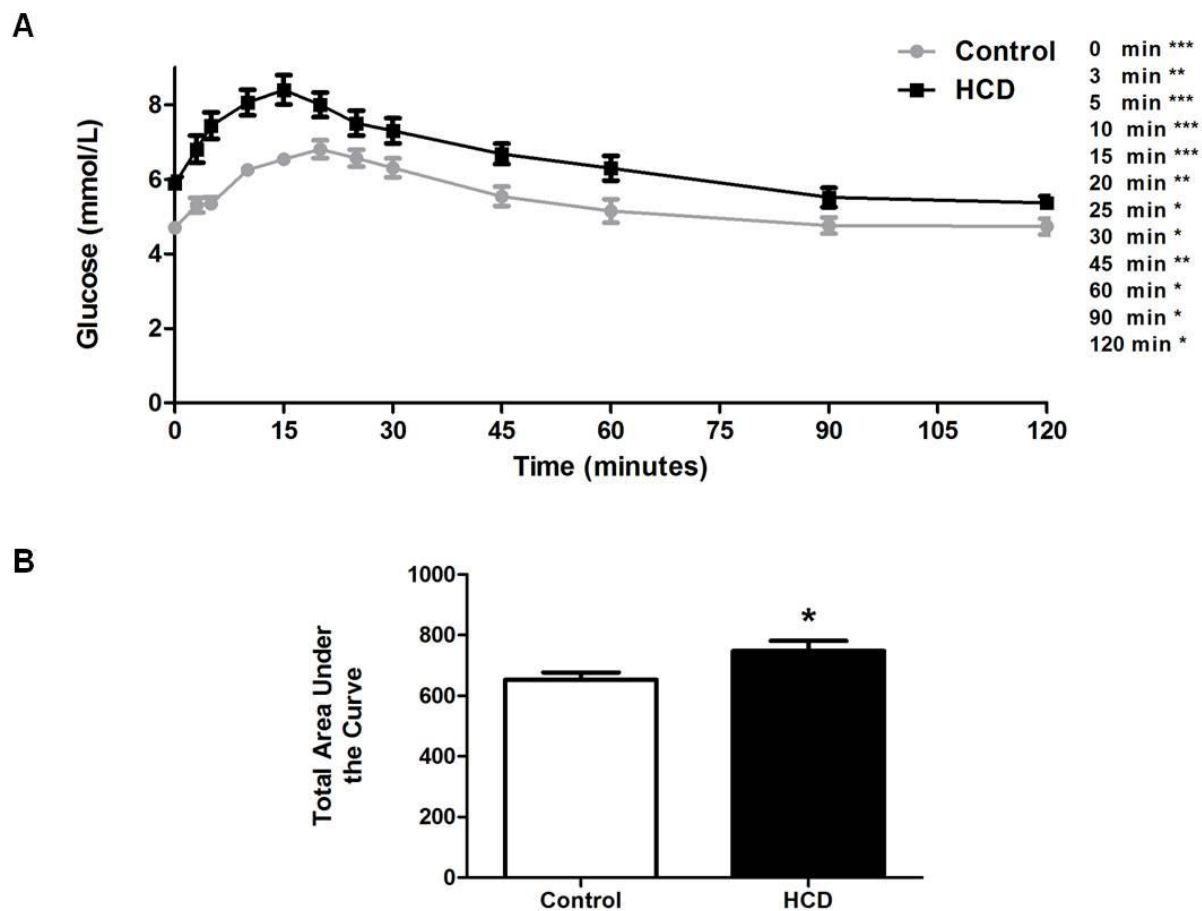 A
Control
HCD
0 min ***
3 min **
5 min ***
10 min ***
15 min ***
20 min **
25 min *
30 min *
45 min **
60 min *
90 min *
120 min *
Glucose (mmol/L)
8
6
4
2
0
0 15 30 45 60 75 90 105 120
Time (minutes)
B
Total Area Under
the Curve
1000
800
600
400
200
0
*
Control HCD